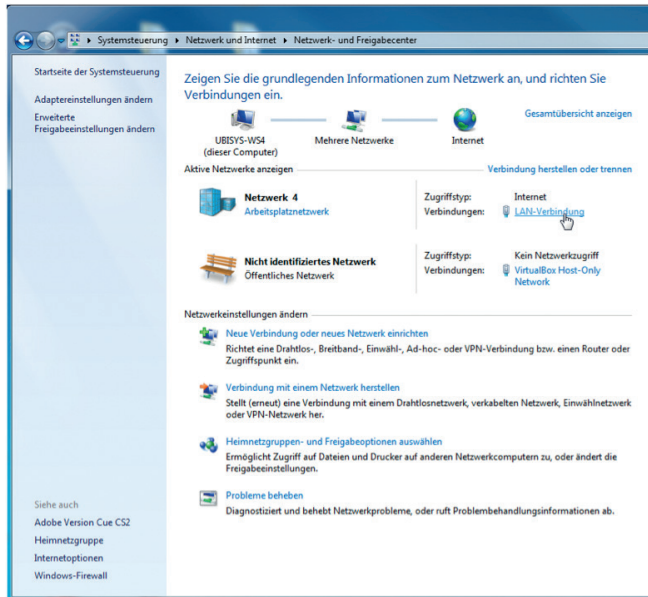 Systemsteuerung ▸ Netzwerk und Internet ▸ Netzwerk- und Freigabecenter
Startseite der Systemsteuerung
Adaptereinstellungen ändern
Erweiterte
Freigabeeinstellungen ändern
Zeigen Sie die grundlegenden Informationen zum Netzwerk an, und richten Sie
Verbindungen ein.
Gesamtübersicht anzeigen
UBISYS-WS4
(dieser Computer)
Mehrere Netzwerke
Internet
Aktive Netzwerke anzeigen
Verbindung herstellen oder trennen
Netzwerk 4
Arbeitsplatznetzwerk
Zugriffstyp: Internet
Verbindungen: LAN-Verbindung
Nicht identifiziertes Netzwerk
Öffentliches Netzwerk
Zugriffstyp: Kein Netzwerkzugriff
Verbindungen: VirtualBox Host-Only
Network
Netzwerkeinstellungen ändern
Neue Verbindung oder neues Netzwerk einrichten
Richtet eine Drahtlos-, Breitband-, Einwähl-, Ad-hoc- oder VPN-Verbindung bzw. einen Router oder
Zugriffspunkt ein.
Verbindung mit einem Netzwerk herstellen
Stellt (erneut) eine Verbindung mit einem Drahtlosnetzwerk, verkabelten Netzwerk, Einwählnetzwerk
oder VPN-Netzwerk her.
Heimnetzgruppen- und Freigabeoptionen auswählen
Ermöglicht Zugriff auf Dateien und Drucker auf anderen Netzwerkcomputern zu, oder ändert die
Freigabeeinstellungen.
Probleme beheben
Diagnostiziert und behebt Netzwerkprobleme, oder ruft Problembehandlungsinformationen ab.
Siehe auch
Adobe Version Cue CS2
Heimnetzgruppe
Internetoptionen
Windows-Firewall